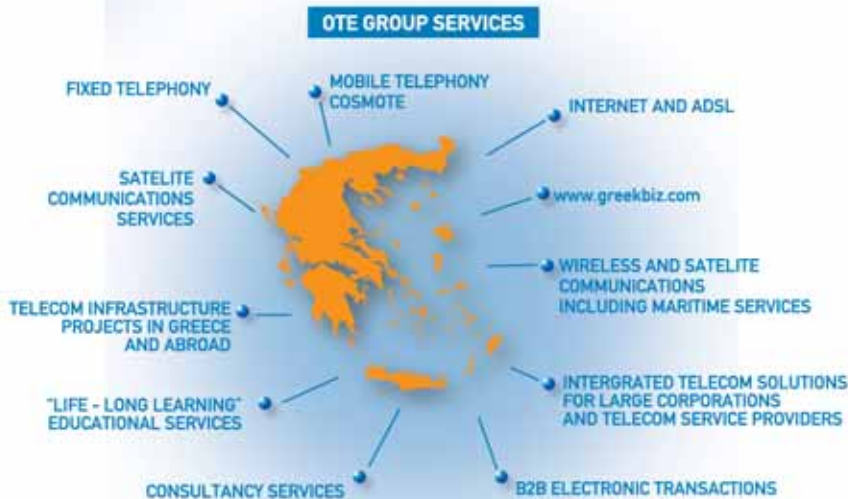 OTE GROUP SERVICES
FIXED TELEPHONY
MOBILE TELEPHONY
COSMOTE
INTERNET AND ADSL
SATELITE
COMMUNICATIONS
SERVICES
www.greekbiz.com
WIRELESS AND SATELITE
COMMUNICATIONS
INCLUDING MARITIME SERVICES
TELECOM INFRASTRUCTURE
PROJECTS IN GREECE
AND ABROAD
INTERGRATED TELECOM SOLUTIONS
FOR LARGE CORPORATIONS
AND TELECOM SERVICE PROVIDERS
"LIFE - LONG LEARNING"
EDUCATIONAL SERVICES
CONSULTANCY SERVICES
B2B ELECTRONIC TRANSACTIONS